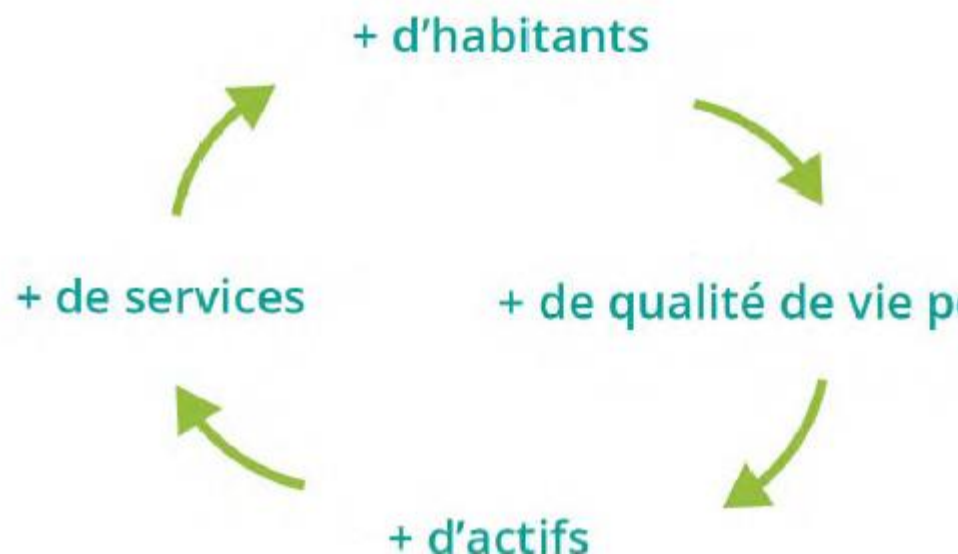 + d'habitants
+ de services
+ de qualité de vie
+ d'actifs